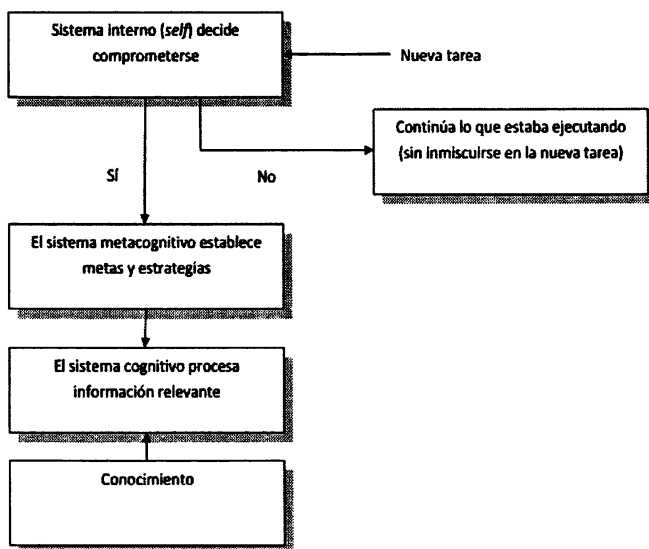 Sistema interno (self) decide
comprometerse
Nueva tarea
Continúa lo que estaba ejecutando
(sin inmiscuirse en la nueva tarea)
Sí
No
El sistema metacognitivo establece
metas y estrategias
El sistema cognitivo procesa
información relevante
Conocimiento